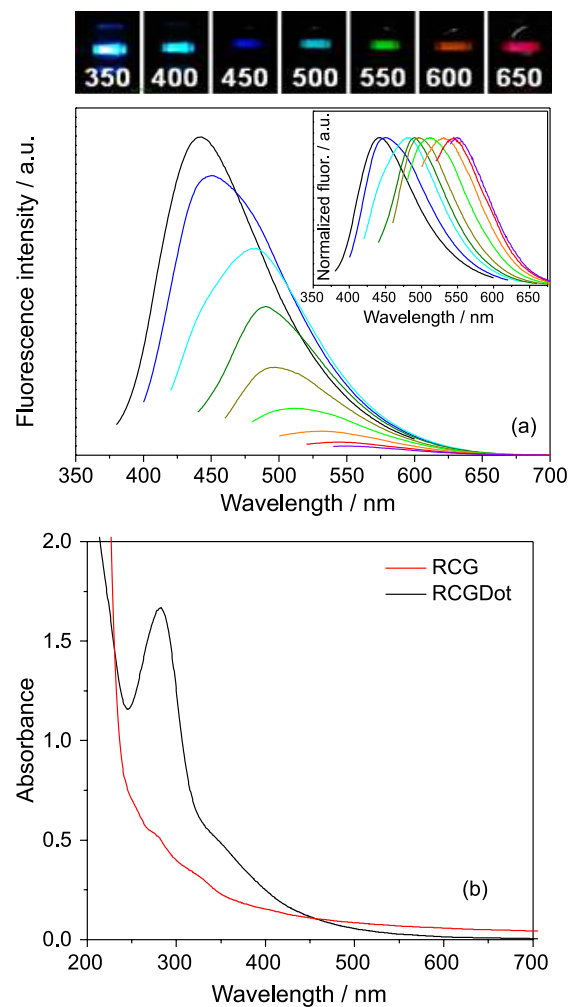 350 400 450 500 550 600 650
Fluorescence intensity / a.u.
Normalized fluor. / a.u.
350 400 450 500 550 600 650
Wavelength / nm
(a)
350 400 450 500 550 600 650 700
Wavelength / nm
2.0
1.5
1.0
0.5
0.0
Absorbance
RCG
RCGDot
(b)
200 300 400 500 600 700
Wavelength / nm